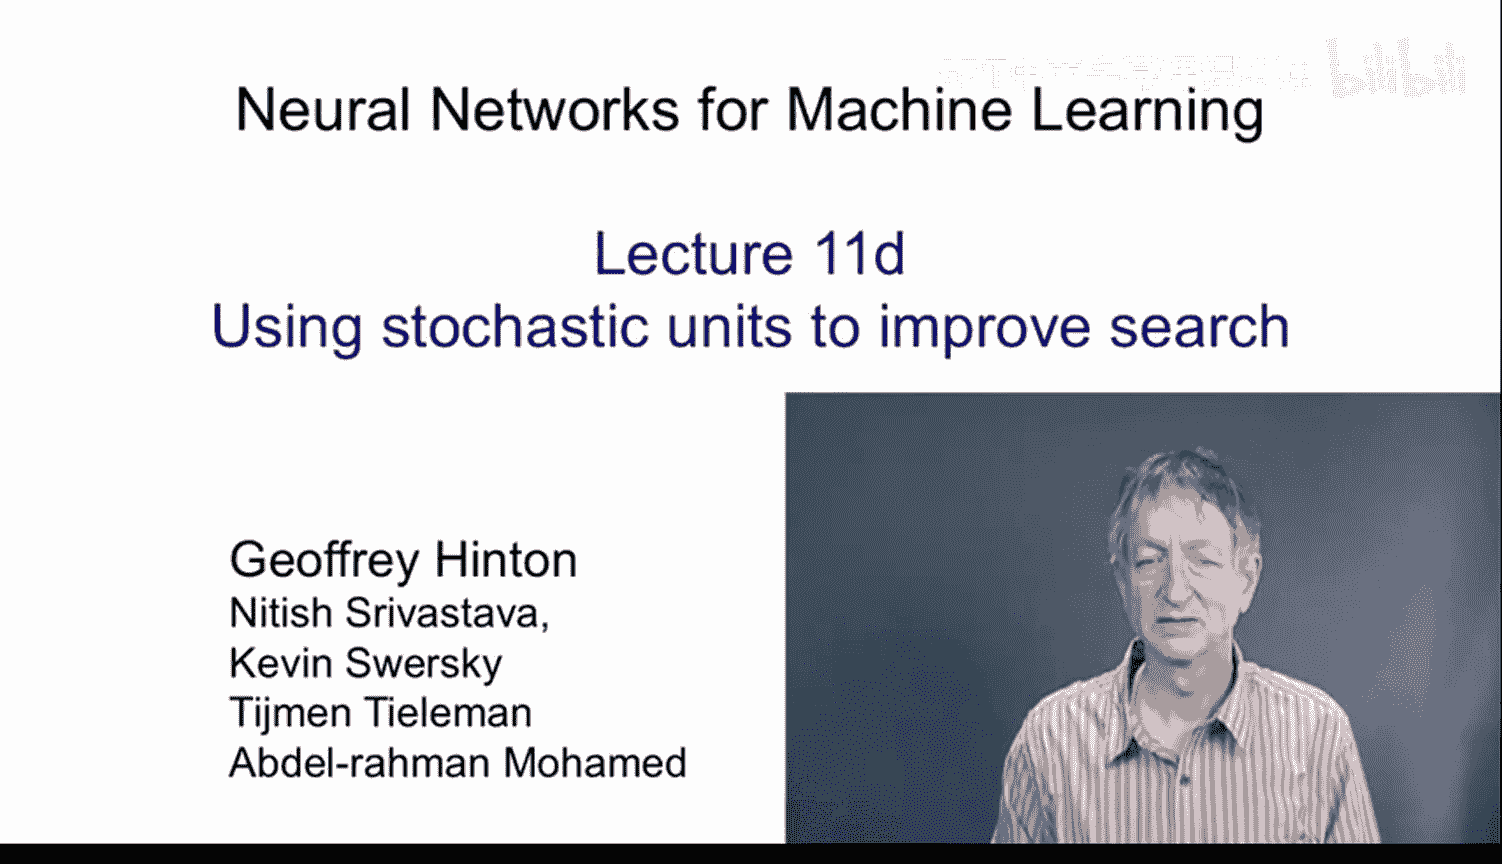 bilibili
Neural Networks for Machine Learning
Lecture 11d
Using stochastic units to improve search
Geoffrey Hinton
Nitish Srivastava,
Kevin Swersky
Tijmen Tieleman
Abdel-rahman Mohamed